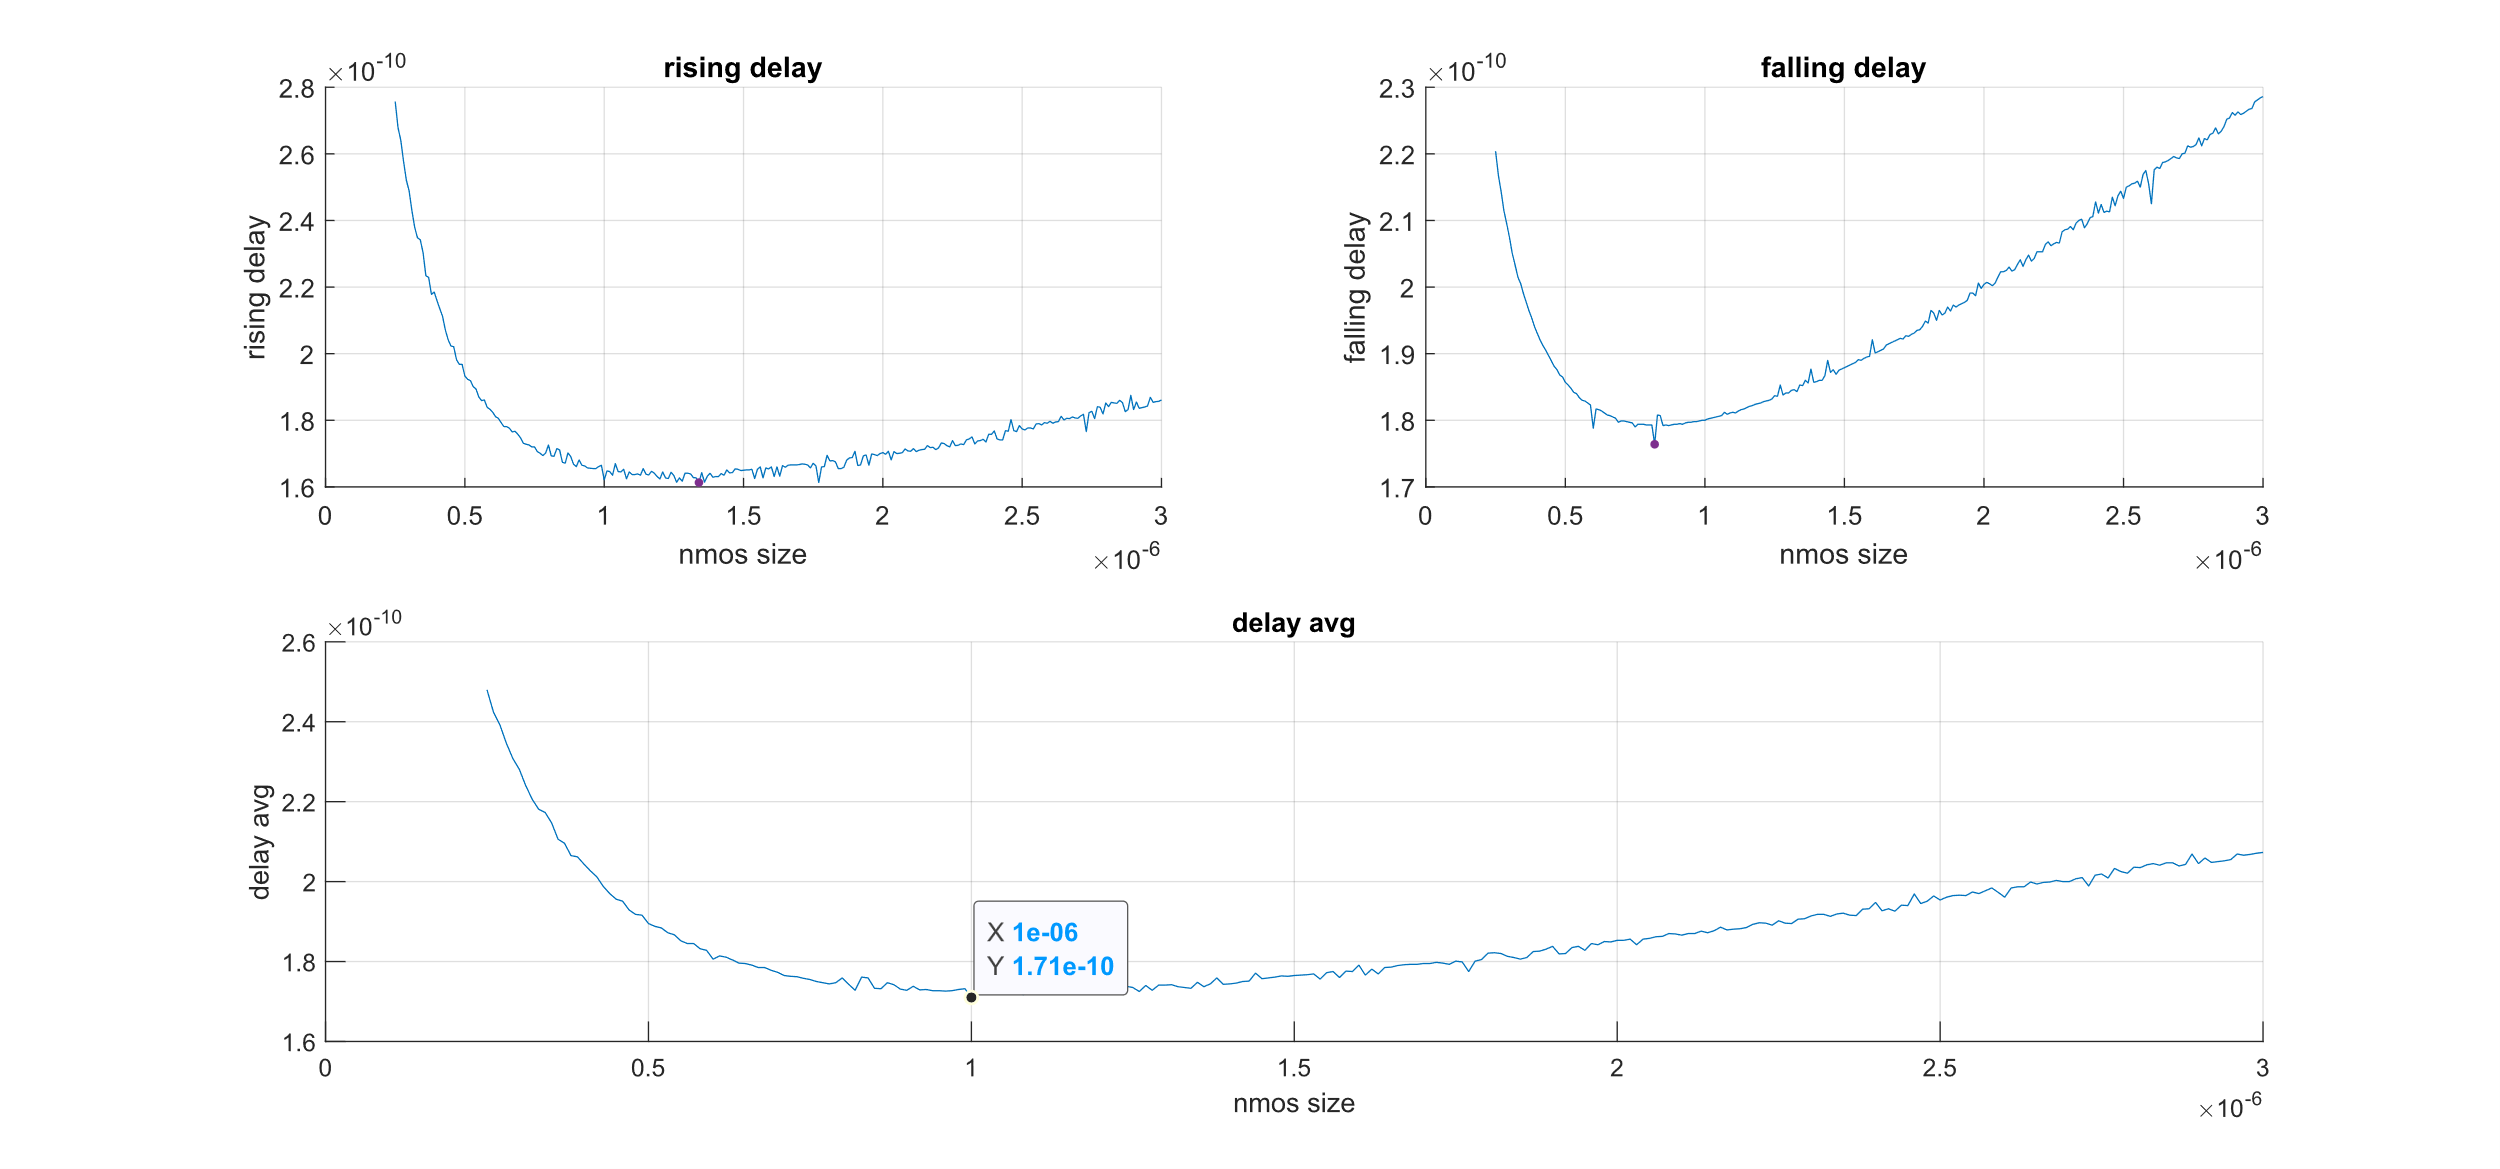 ×10-10
rising delay
2.8
2.6
2.4
2.2
2
1.8
1.6
rising delay
0 0.5 1 1.5 2 2.5 3
nmos size
×10-6
×10-10
falling delay
2.3
2.2
2.1
2
1.9
1.8
1.7
falling delay
0 0.5 1 1.5 2 2.5 3
nmos size
×10-6
×10-10
delay avg
2.6
2.4
2.2
2
1.8
1.6
delay avg
X 1e-06
Y 1.71e-10
0 0.5 1 1.5 2 2.5 3
nmos size
×10-6